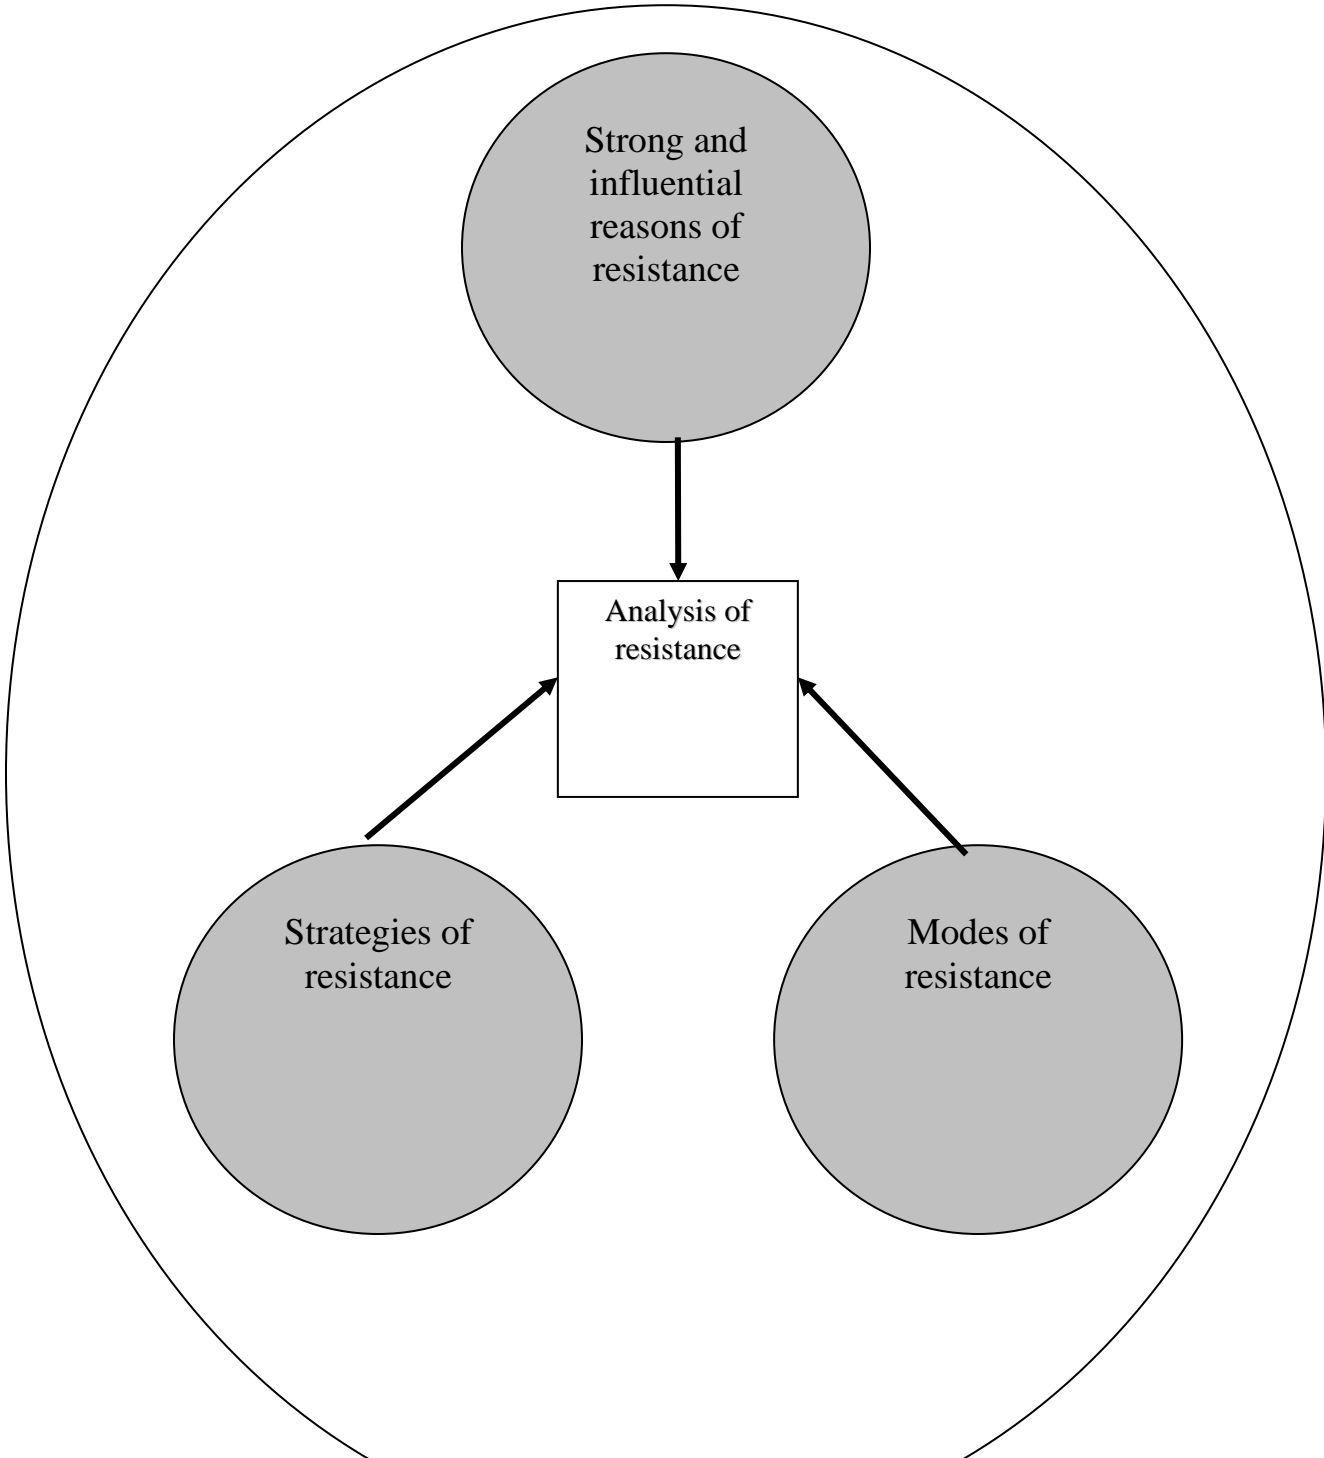 Strong and
influential
reasons of
resistance
Analysis of
resistance
Strategies of
resistance
Modes of
resistance